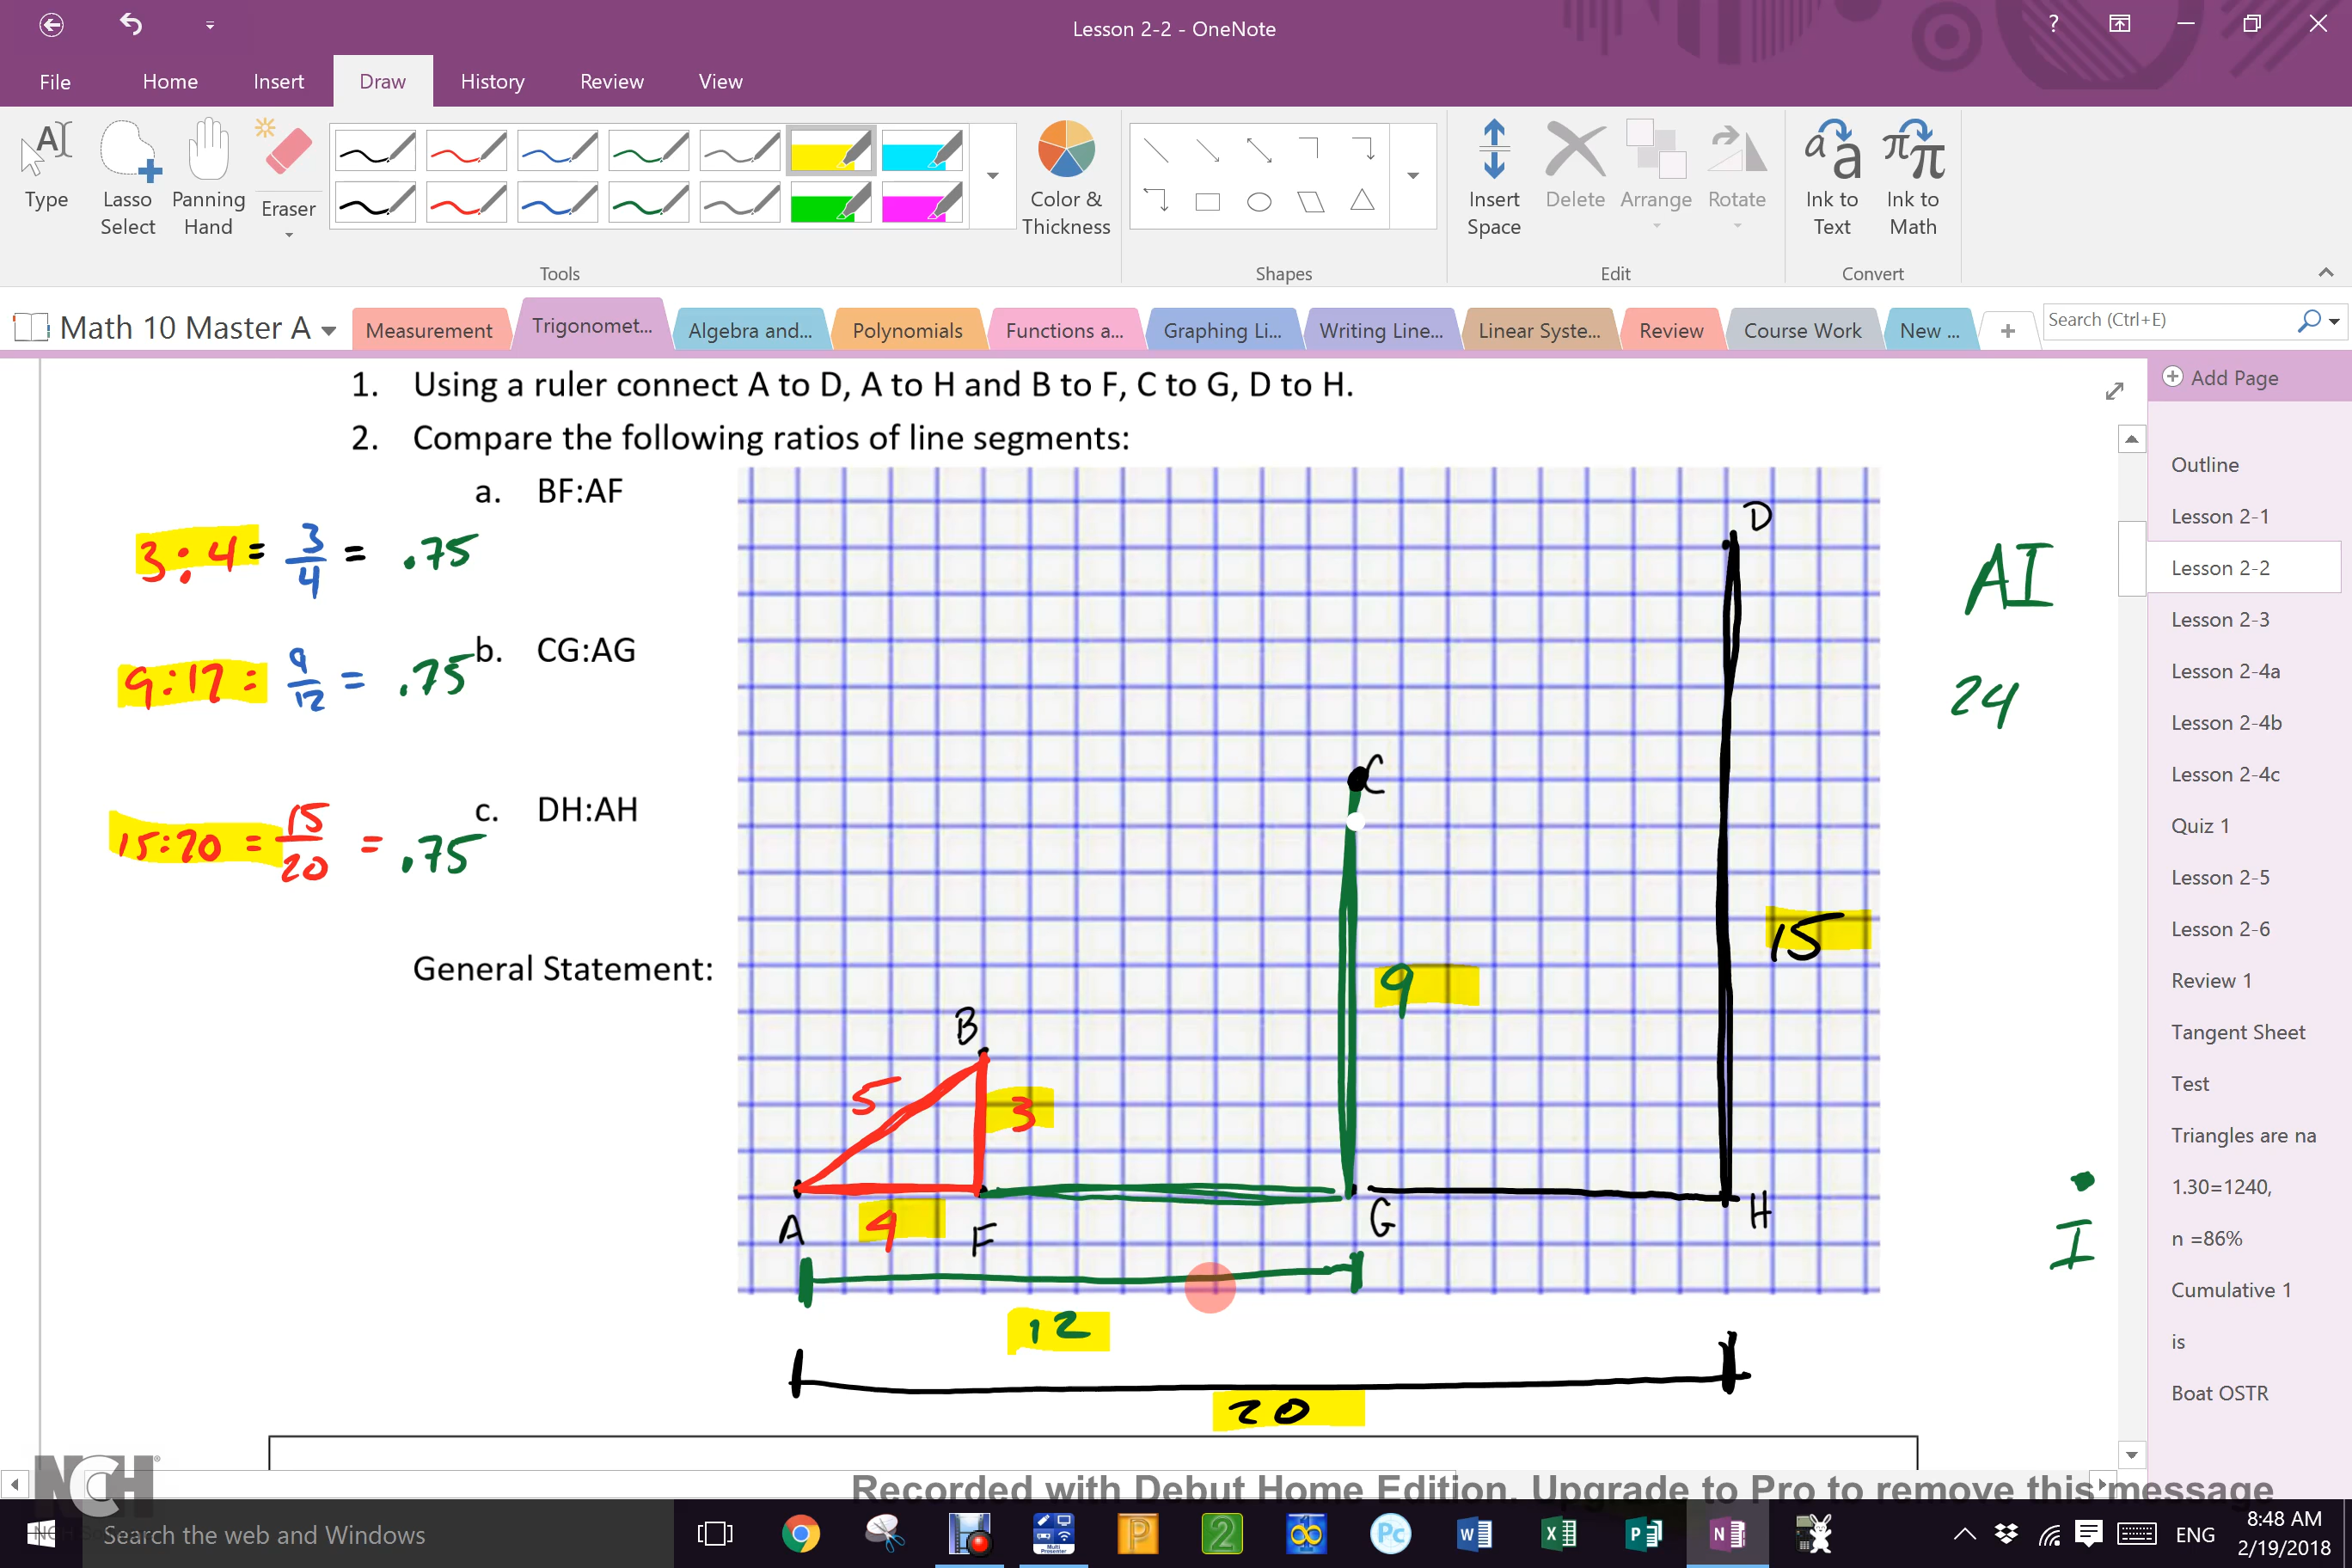 Lesson 2-2 - OneNote
?
File Home Insert Draw History Review View
Type
Lasso Select
Panning Hand
Eraser
Color & Thickness
Insert Space
Delete
Arrange
Rotate
Ink to Text
Ink to Math
Tools Shapes Edit Convert
Math 10 Master A
Measurement Trigonomet... Algebra and... Polynomials Functions a... Graphing Li... Writing Line... Linear Syste... Review Course Work New ... +
Search (Ctrl+E)
Add Page
1. Using a ruler connect A to D, A to H and B to F, C to G, D to H.
2. Compare the following ratios of line segments:
a. BF:AF
3:4 = 3/4 = .75
b. CG:AG
9:12 = 9/12 = .75
c. DH:AH
15:20 = 15/20 = .75
General Statement:
D
AI
24
C
15
9
B
5
3
A
4
F
G
H
I
12
20
Outline
Lesson 2-1
Lesson 2-2
Lesson 2-3
Lesson 2-4a
Lesson 2-4b
Lesson 2-4c
Quiz 1
Lesson 2-5
Lesson 2-6
Review 1
Tangent Sheet
Test
Triangles are na
1.30=1240,
n =86%
Cumulative 1
is
Boat OSTR
NCH
Recorded with Debut Home Edition. Upgrade to Pro to remove this message
Search the web and Windows
ENG
8:48 AM
2/19/2018